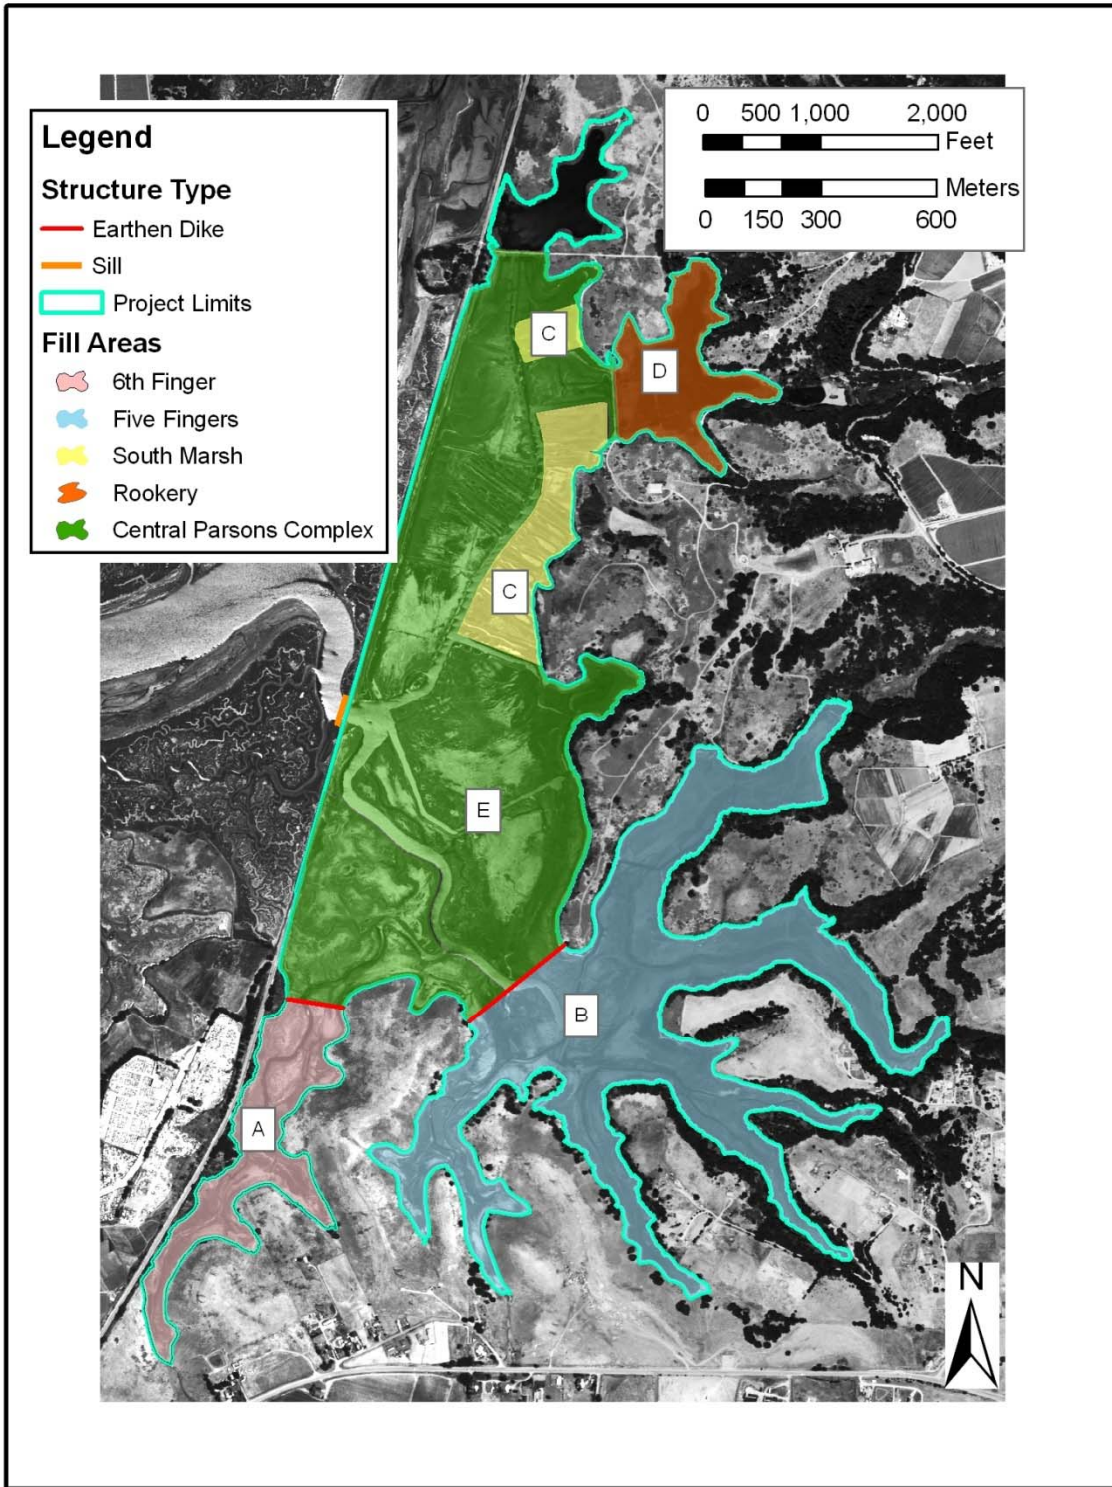 Legend
Structure Type
Earthen Dike
Sill
Project Limits
Fill Areas
6th Finger
Five Fingers
South Marsh
Rookery
Central Parsons Complex
0 500 1,000 2,000
Feet
Meters
0 150 300 600
C
D
C
E
B
A
N